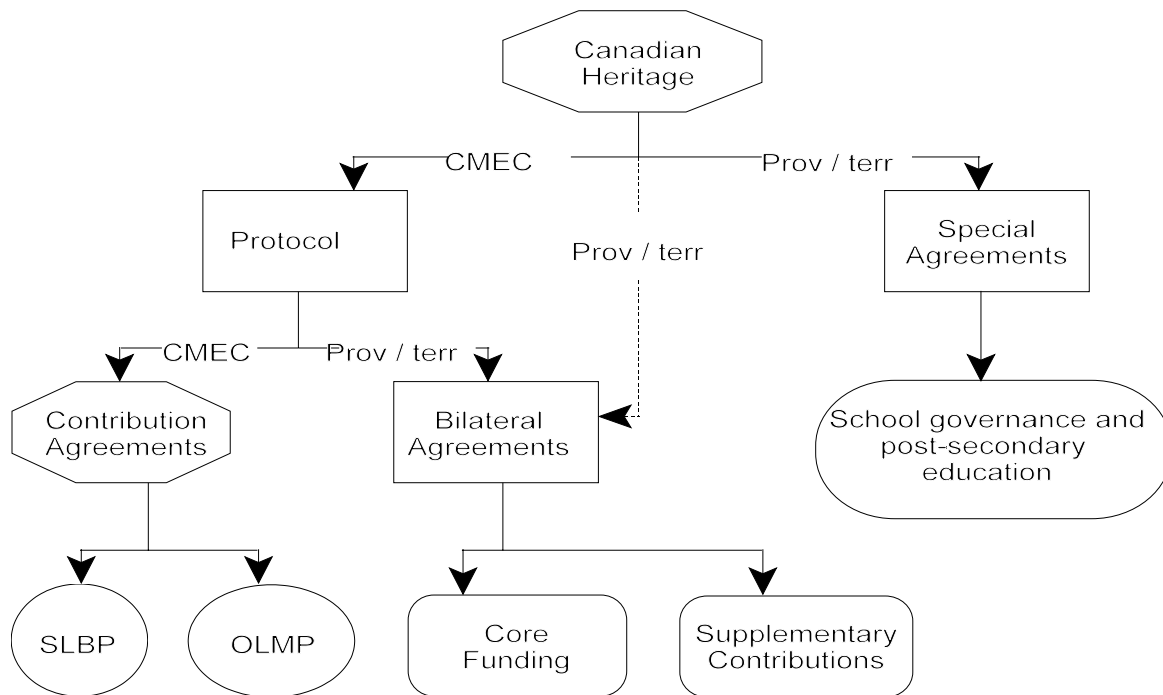 Canadian
Heritage
CMEC
Prov / terr
Protocol
Prov / terr
Special
Agreements
CMEC
Prov / terr
Contribution
Agreements
Bilateral
Agreements
School governance and
post-secondary
education
SLBP
OLMP
Core
Funding
Supplementary
Contributions